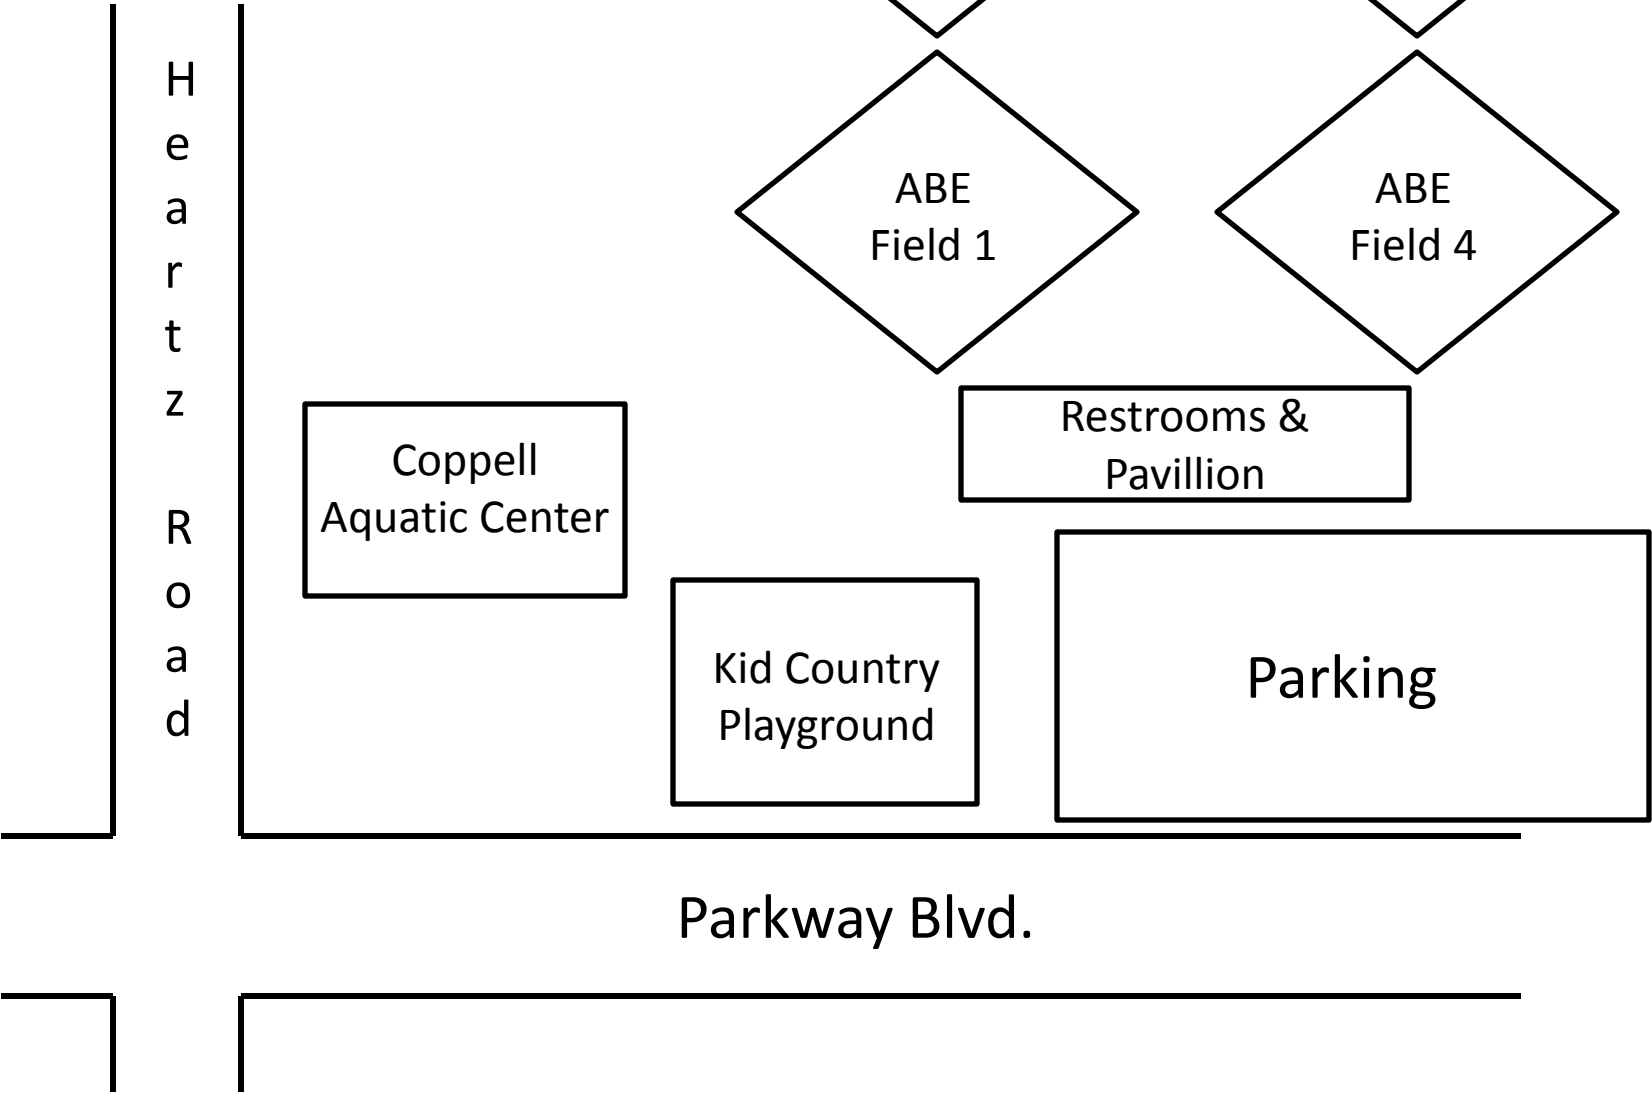 H
e
a
r
t
z
R
o
a
d
ABE
Field 1
ABE
Field 4
Restrooms &
Pavillion
Coppell
Aquatic Center
Kid Country
Playground
Parking
Parkway Blvd.